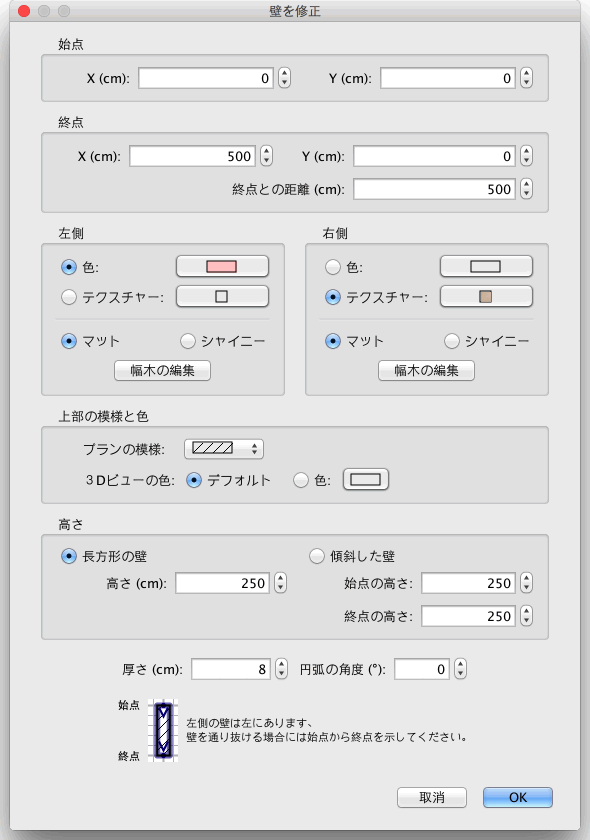 壁を修正
始点
X (cm): 0 Y (cm): 0
終点
X (cm): 500 Y (cm): 0
終点との距離 (cm): 500
左側
色:
テクスチャー:
マット シャイニー
幅木の編集
右側
色:
テクスチャー:
マット シャイニー
幅木の編集
上部の模様と色
プランの模様:
3Dビューの色: デフォルト 色:
高さ
長方形の壁 傾斜した壁
高さ (cm): 250 始点の高さ: 250
終点の高さ: 250
厚さ (cm): 8 円弧の角度 (°): 0
始点
終点
左側の壁は左にあります、
壁を通り抜ける場合には始点から終点を示してください。
取消 OK